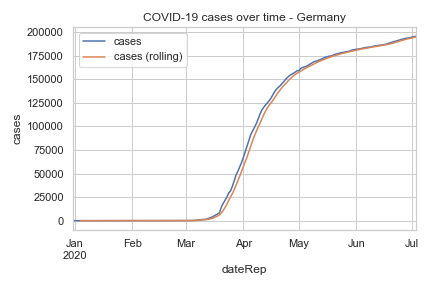 COVID-19 cases over time - Germany
cases
cases (rolling)
200000
175000
150000
125000
100000
75000
50000
25000
0
cases
Jan Feb Mar Apr May Jun Jul
2020
dateRep